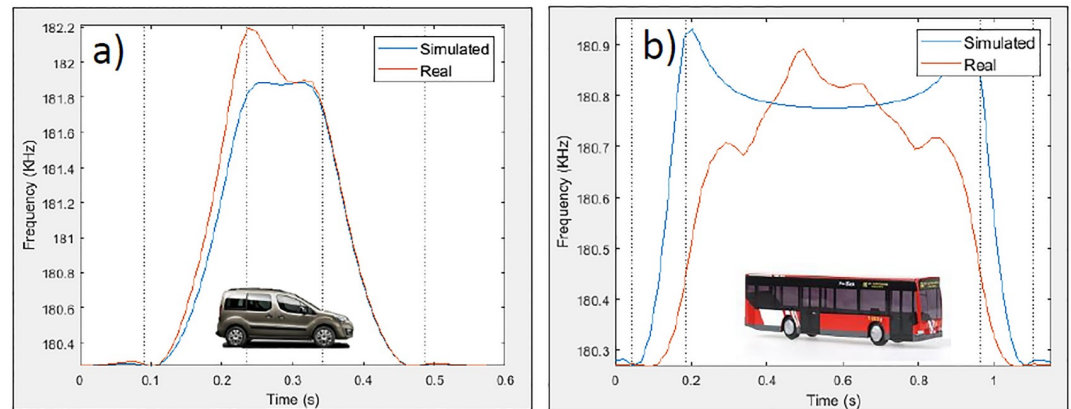 a)
Simulated
Real
182.2
182
181.8
181.6
181.4
181.2
181
180.8
180.6
180.4
Frequency (KHz)
0 0.1 0.2 0.3 0.4 0.5 0.6
Time (s)
b)
Simulated
Real
180.9
180.8
180.7
180.6
180.5
180.4
180.3
Frequency (KHz)
0 0.2 0.4 0.6 0.8 1
Time (s)